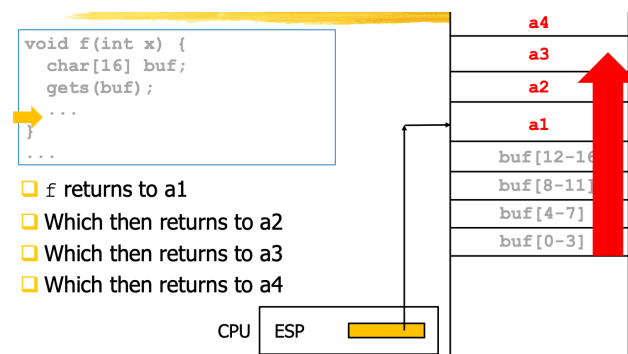 void f(int x) {
char[16] buf;
gets(buf);
...
}
...
f returns to a1
Which then returns to a2
Which then returns to a3
Which then returns to a4
a4
a3
a2
a1
buf[12-16
buf[8-11]
buf[4-7]
buf[0-3]
CPU
ESP